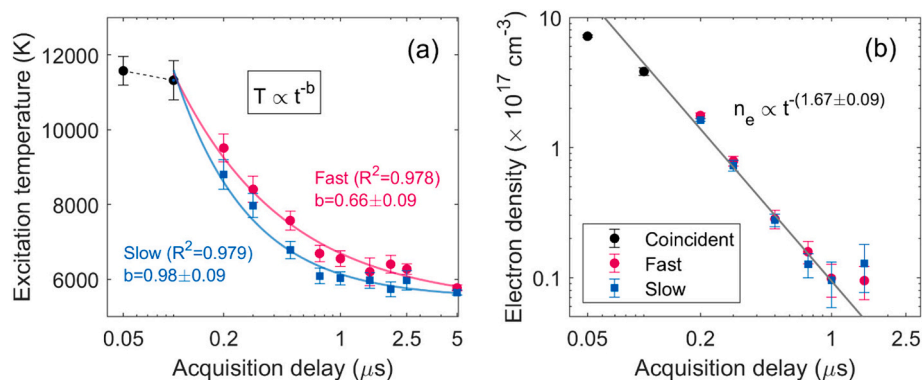 (a)
12000
10000
8000
6000
Excitation temperature (K)
T ∝ t^-b
Fast (R^2=0.978)
b=0.66±0.09
Slow (R^2=0.979)
b=0.98±0.09
0.05 0.2 1 2.5 5
Acquisition delay (μs)
(b)
10
1
0.1
Electron density (× 10^17 cm^-3)
n_e ∝ t^-(1.67±0.09)
Coincident
Fast
Slow
0.05 0.2 1 2.5
Acquisition delay (μs)